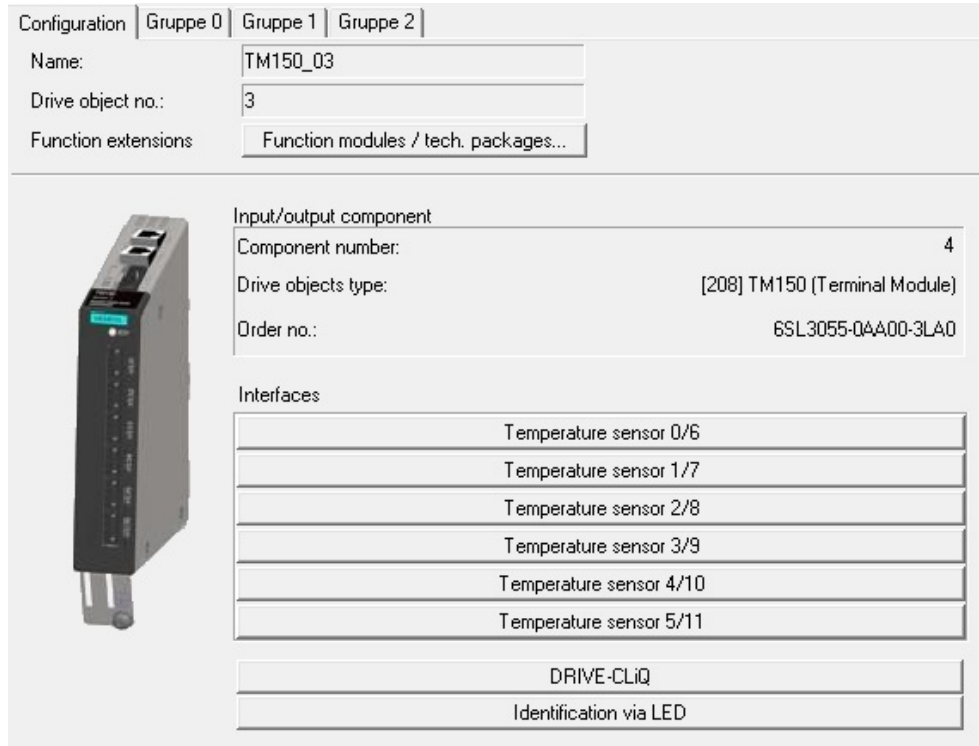 Configuration Gruppe 0 Gruppe 1 Gruppe 2
Name: TM150_03
Drive object no.: 3
Function extensions Function modules / tech. packages...
Input/output component
Component number: 4
Drive objects type: [208] TM150 (Terminal Module)
Order no.: 6SL3055-0AA00-3LA0
Interfaces
Temperature sensor 0/6
Temperature sensor 1/7
Temperature sensor 2/8
Temperature sensor 3/9
Temperature sensor 4/10
Temperature sensor 5/11
DRIVE-CLiQ
Identification via LED